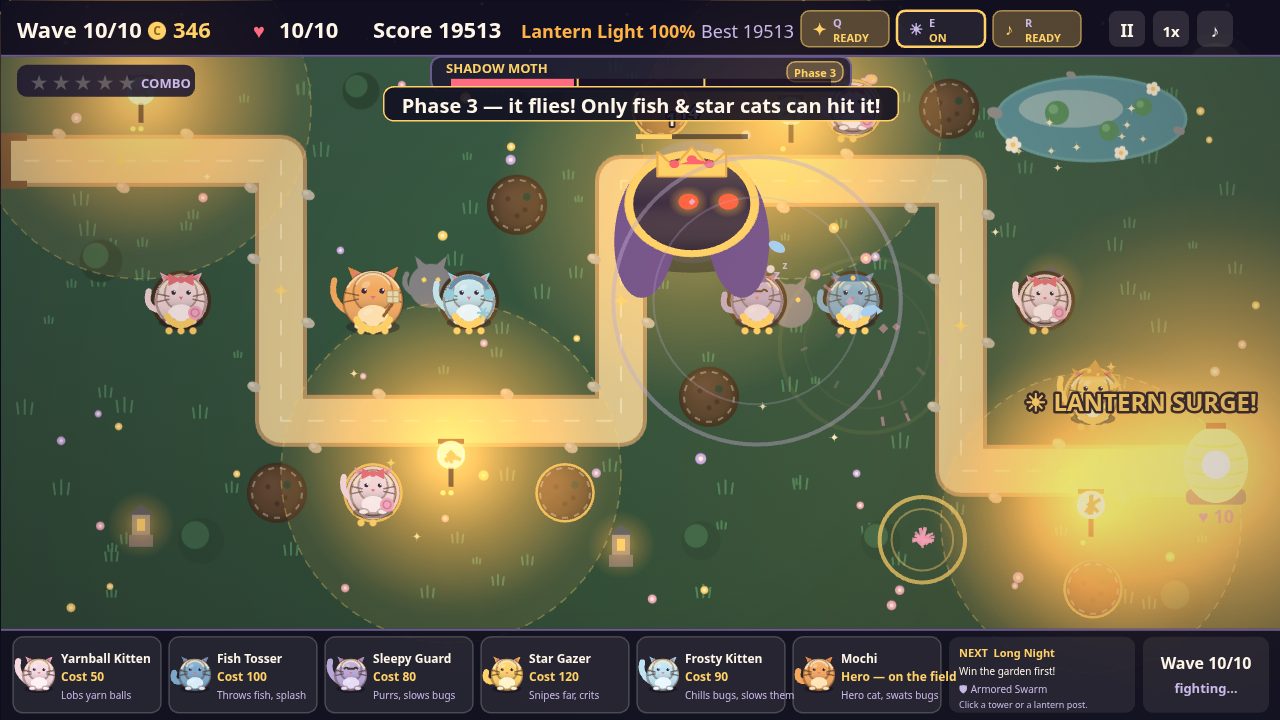 Wave 10/10 C 346 ♥ 10/10 Score 19513 Lantern Light 100% Best 19513
Q READY
E ON
R READY
II 1x ♪
COMBO
SHADOW MOTH
Phase 3
Phase 3 — it flies! Only fish & star cats can hit it!
z
LANTERN SURGE!
♥ 10
Yarnball Kitten
Cost 50
Lobs yarn balls
Fish Tosser
Cost 100
Throws fish, splash
Sleepy Guard
Cost 80
Purrs, slows bugs
Star Gazer
Cost 120
Snipes far, crits
Frosty Kitten
Cost 90
Chills bugs, slows them
Mochi
Hero — on the field
Hero cat, swats bugs
NEXT Long Night
Win the garden first!
Armored Swarm
Click a tower or a lantern post.
Wave 10/10
fighting...